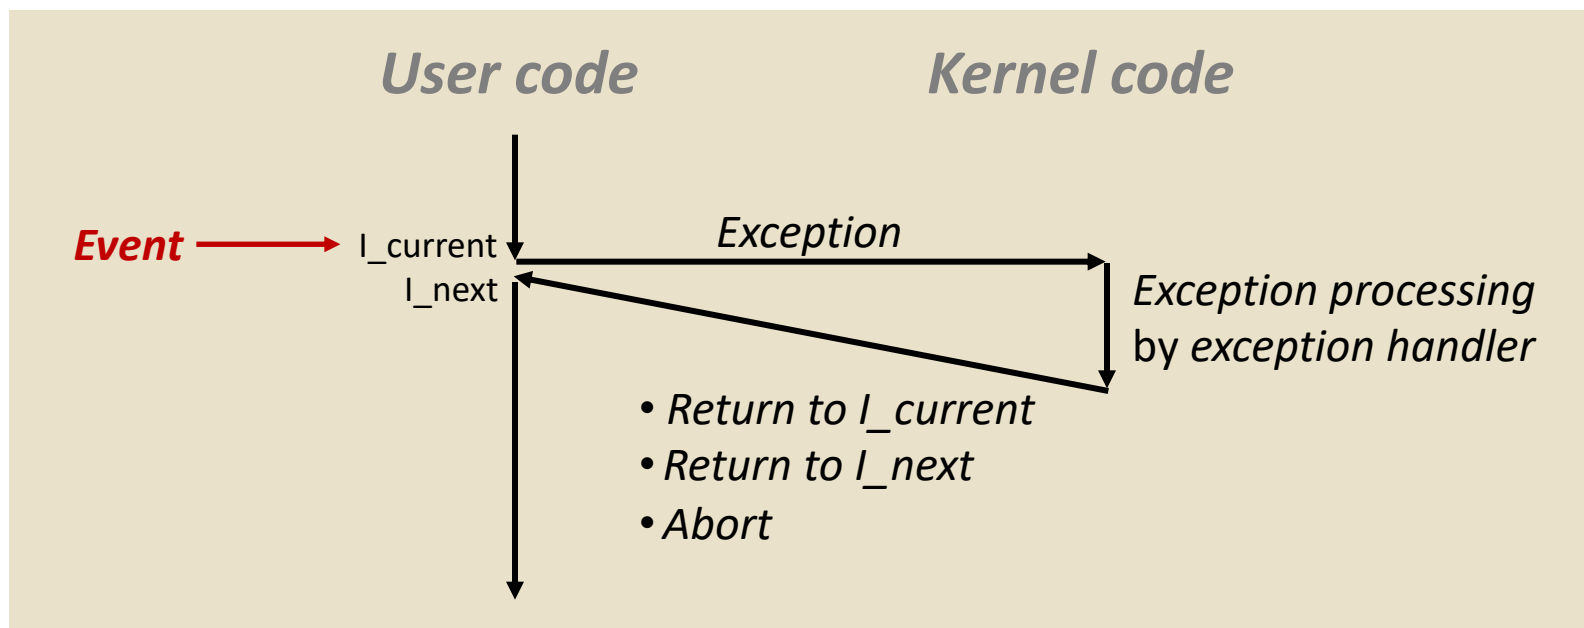 User code
Kernel code
Event
I_current
Exception
I_next
Exception processing
by exception handler
• Return to I_current
• Return to I_next
• Abort